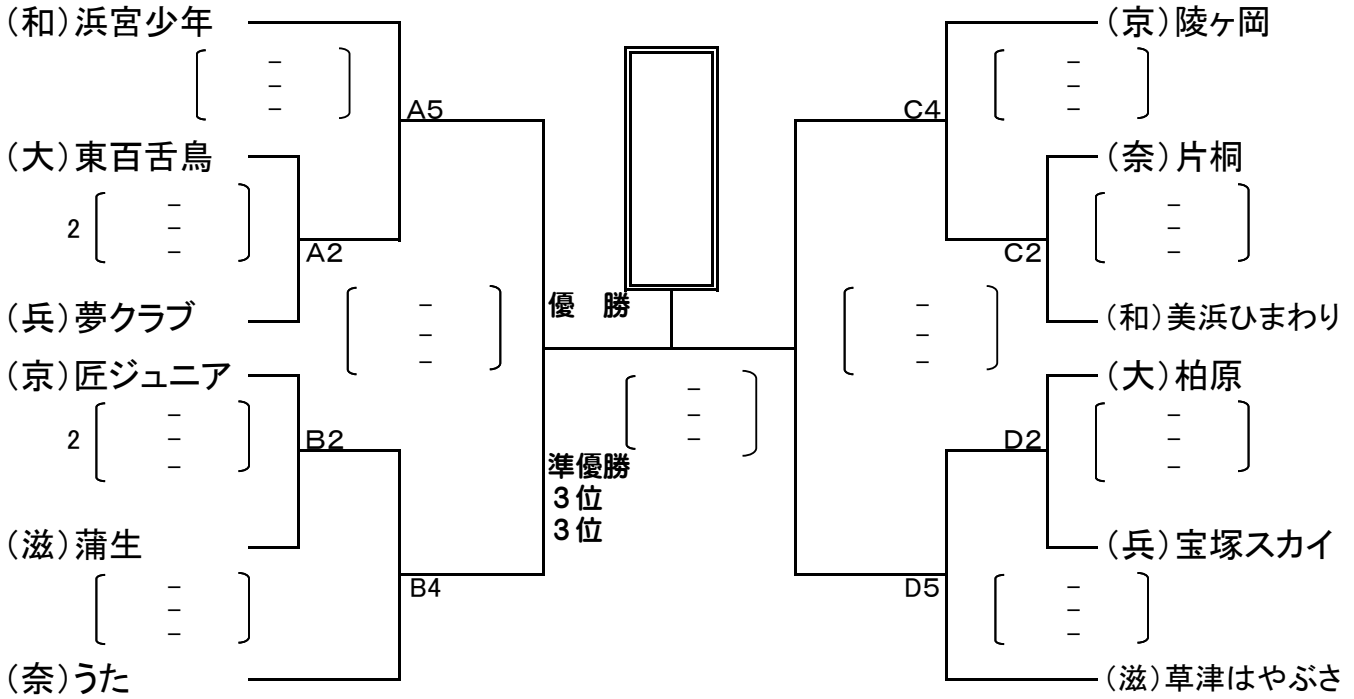 (和)浜宮少年
(京)陵ヶ岡
－
－
－
－
－
－
A5
C4
(大)東百舌鳥
(奈)片桐
－
2 －
－
－
－
－
A2
C2
(兵)夢クラブ
(和)美浜ひまわり
優　勝
－
－
－
－
－
－
(京)匠ジュニア
(大)柏原
－
－
－
－
2 －
－
－
－
－
B2
D2
準優勝
３位
３位
(滋)蒲生
(兵)宝塚スカイ
－
－
－
－
－
－
B4
D5
(奈)うた
(滋)草津はやぶさ